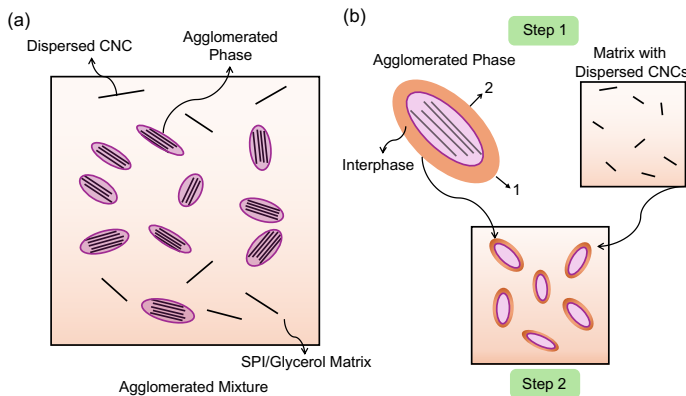 (a)
Dispersed CNC
Agglomerated
Phase
SPI/Glycerol Matrix
Agglomerated Mixture
(b)
Step 1
Agglomerated Phase
2
Interphase
1
Matrix with
Dispersed CNCs
Step 2